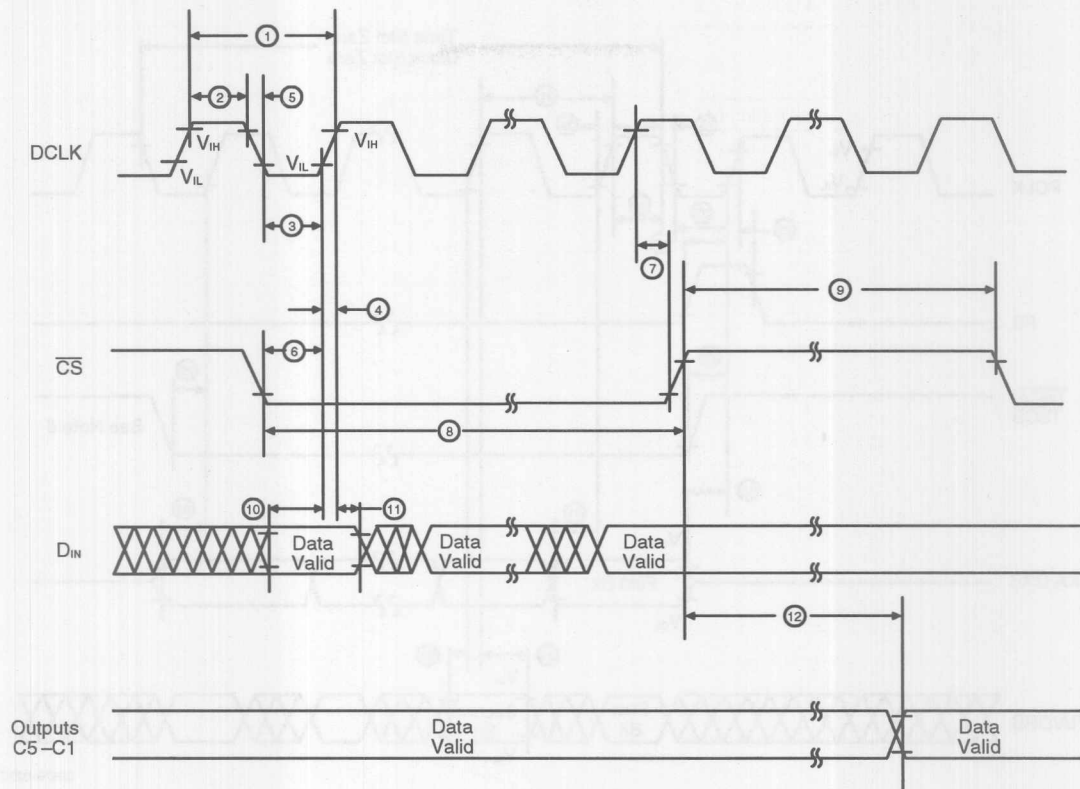 ①
② ⑤
DCLK
V_IH V_IL V_IL V_IH
③
⑦
④
⑨
C̅S̅
⑥
⑧
⑩ ⑪
D_IN
Data Valid
Data Valid
Data Valid
⑫
Outputs
C5–C1
Data Valid
Data Valid